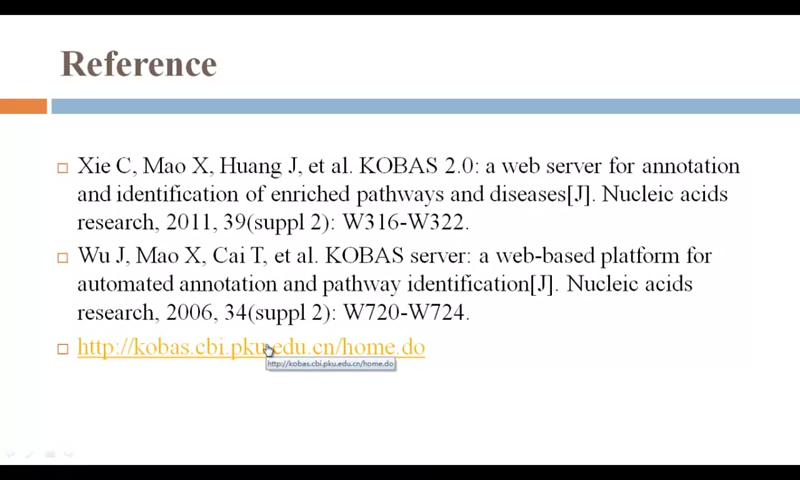 Reference
Xie C, Mao X, Huang J, et al. KOBAS 2.0: a web server for annotation
and identification of enriched pathways and diseases[J]. Nucleic acids
research, 2011, 39(suppl 2): W316-W322.
Wu J, Mao X, Cai T, et al. KOBAS server: a web-based platform for
automated annotation and pathway identification[J]. Nucleic acids
research, 2006, 34(suppl 2): W720-W724.
http://kobas.cbi.pku.edu.cn/home.do
http://kobas.cbi.pku.edu.cn/home.do